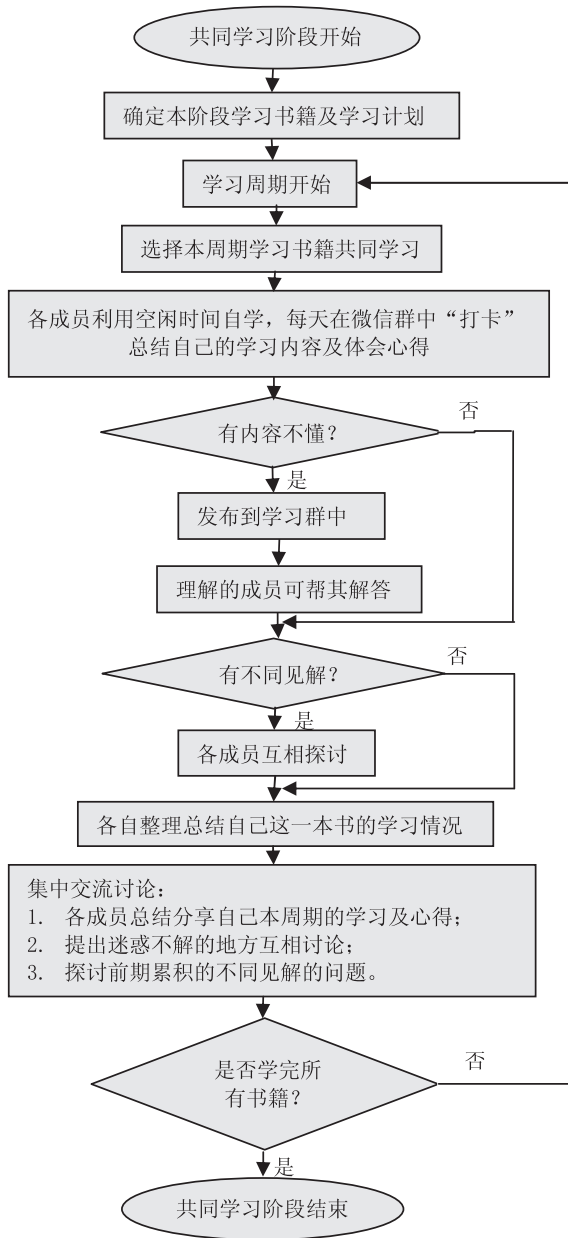 共同学习阶段开始
确定本阶段学习书籍及学习计划
学习周期开始
选择本周期学习书籍共同学习
各成员利用空闲时间自学，每天在微信群中“打卡”
总结自己的学习内容及体会心得
有内容不懂？
否
是
发布到学习群中
理解的成员可帮其解答
有不同见解？
否
是
各成员互相探讨
各自整理总结自己这一本书的学习情况
集中交流讨论：
1. 各成员总结分享自己本周期的学习及心得；
2. 提出迷惑不解的地方互相讨论；
3. 探讨前期累积的不同见解的问题。
是否学完所
有书籍？
否
是
共同学习阶段结束